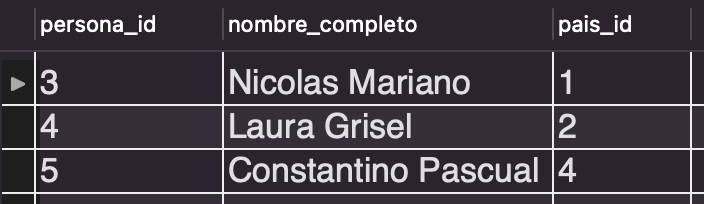 persona_id nombre_completo pais_id
3 Nicolas Mariano 1
4 Laura Grisel 2
5 Constantino Pascual 4